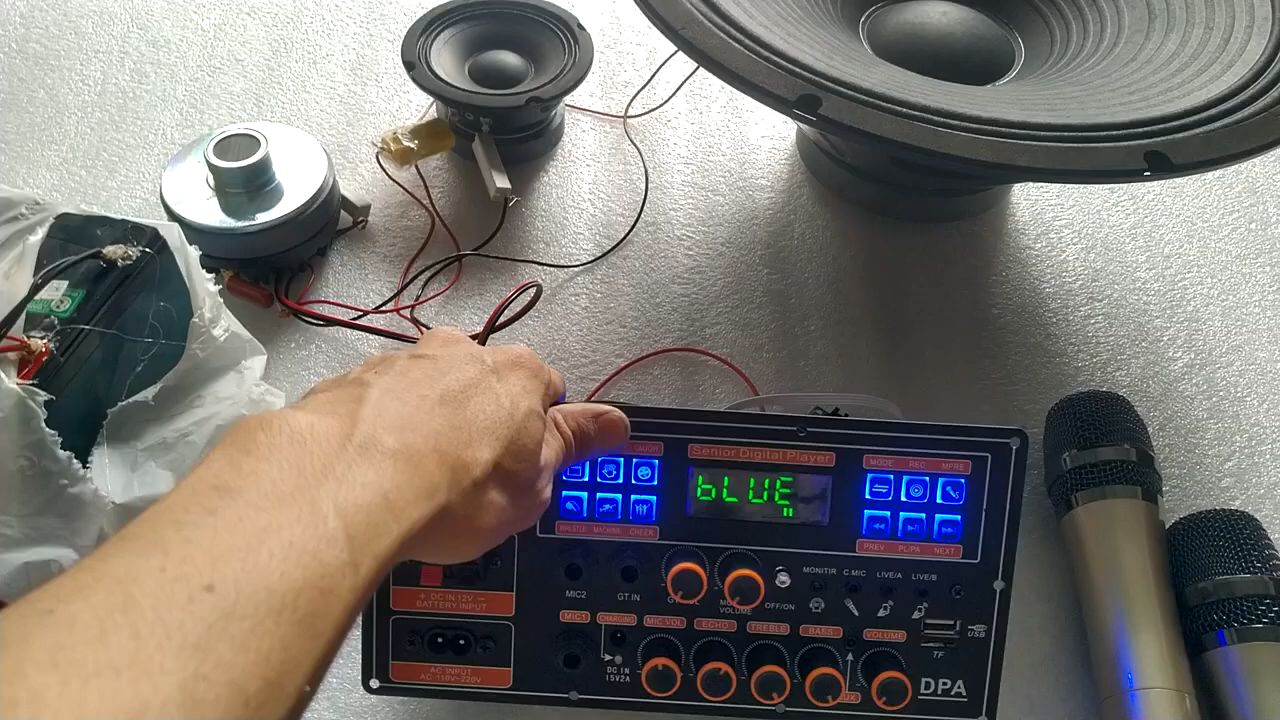 Senior Digital Player
bLUE
MODE REC MPRE
WHISTLE MACHINE CHEER
PREV PL/PA NEXT
+ DC IN 12V -
BATTERY INPUT
MIC2
GT.IN
VOLUME
OFF/ON
MONITIR
C.MIC
LIVE/A
LIVE/B
AC INPUT
AC 110V~220V
MIC1
CHARGING
MIC VOL
ECHO
TREBLE
BASS
VOLUME
USB
TF
DC IN
15V2A
DPA